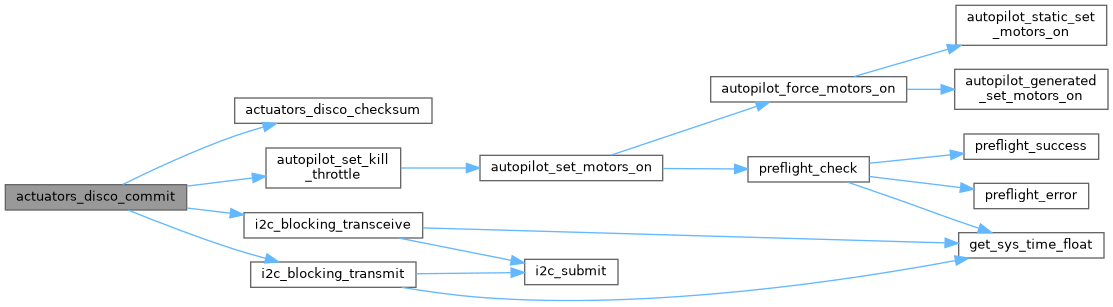 actuators_disco_commit
actuators_disco_checksum
autopilot_set_kill
_throttle
autopilot_set_motors_on
autopilot_force_motors_on
autopilot_static_set
_motors_on
autopilot_generated
_set_motors_on
preflight_check
preflight_success
preflight_error
get_sys_time_float
i2c_blocking_transceive
i2c_submit
i2c_blocking_transmit